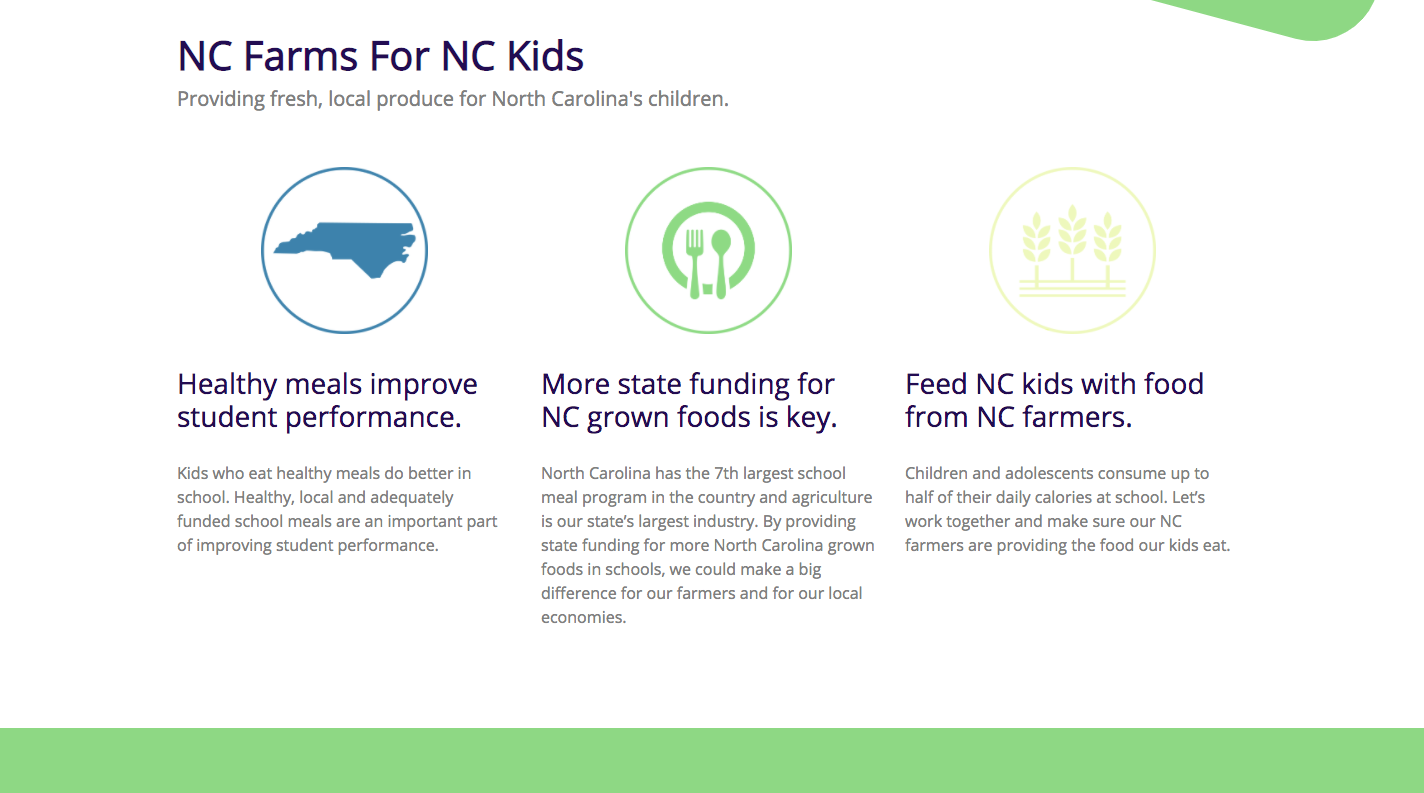 NC Farms For NC Kids
Providing fresh, local produce for North Carolina's children.
Healthy meals improve
student performance.
Kids who eat healthy meals do better in
school. Healthy, local and adequately
funded school meals are an important part
of improving student performance.
More state funding for
NC grown foods is key.
North Carolina has the 7th largest school
meal program in the country and agriculture
is our state’s largest industry. By providing
state funding for more North Carolina grown
foods in schools, we could make a big
difference for our farmers and for our local
economies.
Feed NC kids with food
from NC farmers.
Children and adolescents consume up to
half of their daily calories at school. Let’s
work together and make sure our NC
farmers are providing the food our kids eat.